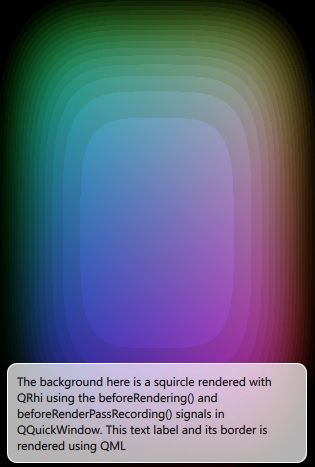 The background here is a squircle rendered with
QRhi using the beforeRendering() and
beforeRenderPassRecording() signals in
QQuickWindow. This text label and its border is
rendered using QML